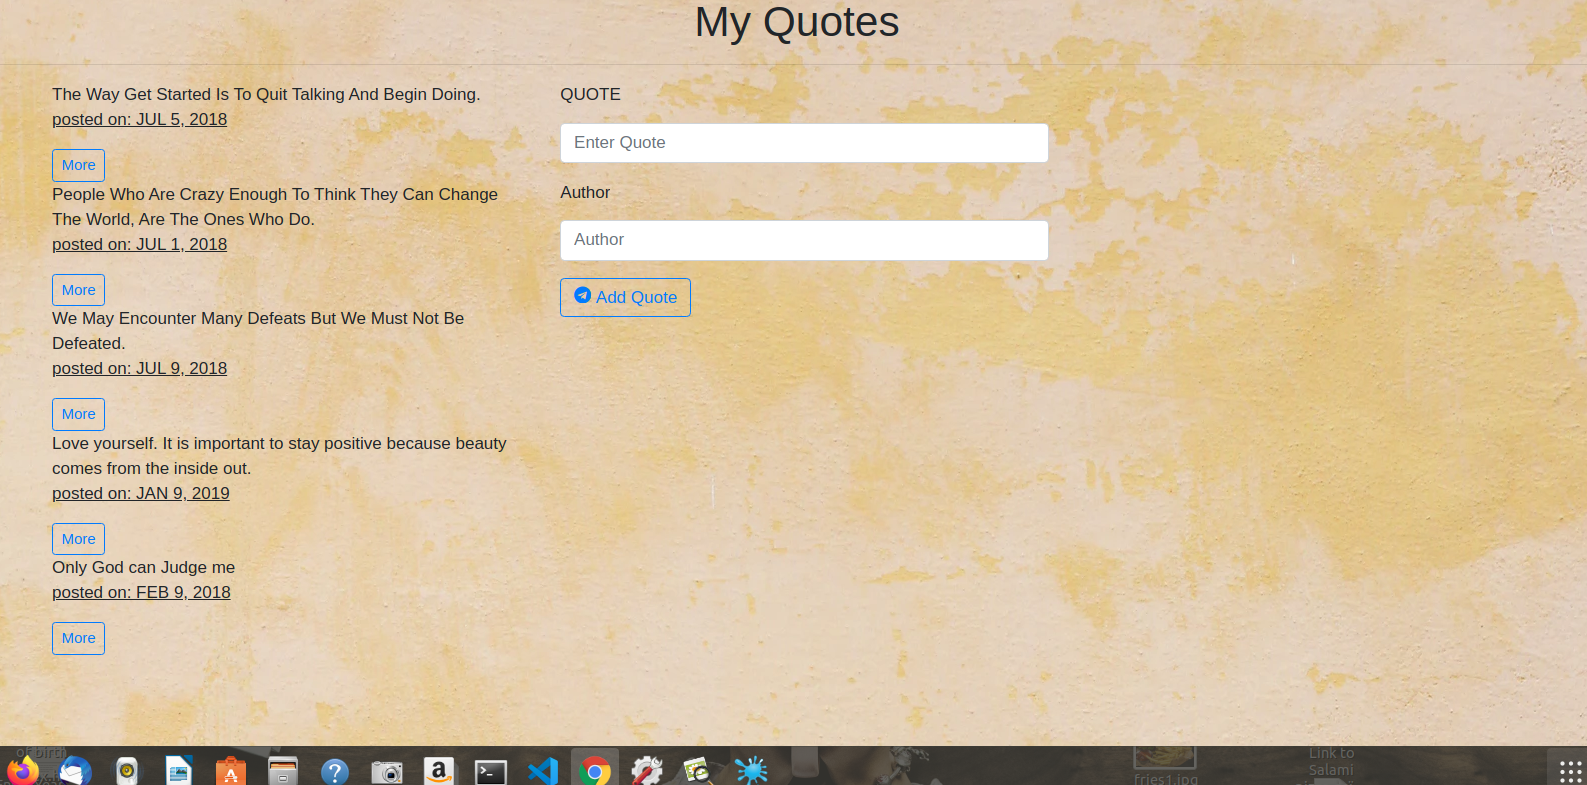 My Quotes
The Way Get Started Is To Quit Talking And Begin Doing.
posted on: JUL 5, 2018
More
People Who Are Crazy Enough To Think They Can Change
The World, Are The Ones Who Do.
posted on: JUL 1, 2018
More
We May Encounter Many Defeats But We Must Not Be
Defeated.
posted on: JUL 9, 2018
More
Love yourself. It is important to stay positive because beauty
comes from the inside out.
posted on: JAN 9, 2019
More
Only God can Judge me
posted on: FEB 9, 2018
More
QUOTE
Enter Quote
Author
Author
Add Quote
of birth
fries1.jpg
Link to
Salami